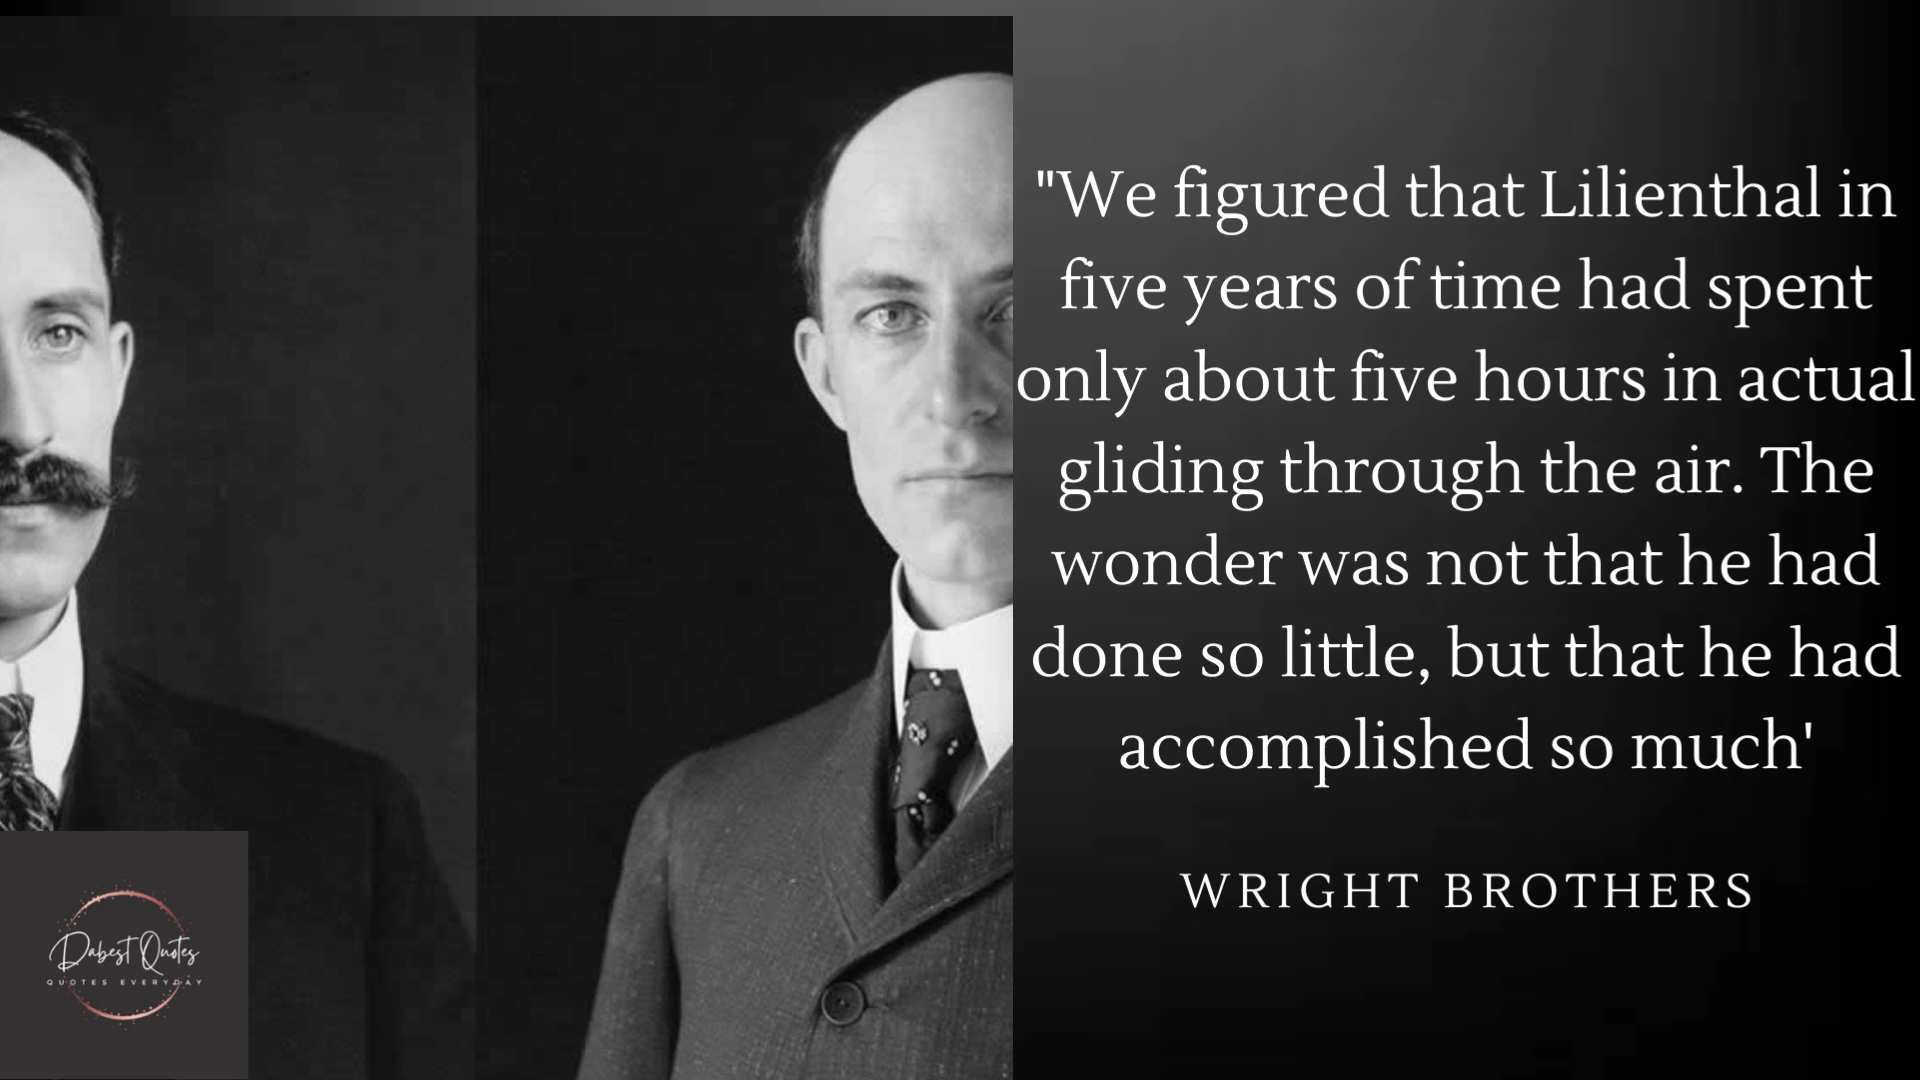 "We figured that Lilienthal in
five years of time had spent
only about five hours in actual
gliding through the air. The
wonder was not that he had
done so little, but that he had
accomplished so much'
WRIGHT BROTHERS
Dabest Quotes
QUOTES EVERYDAY